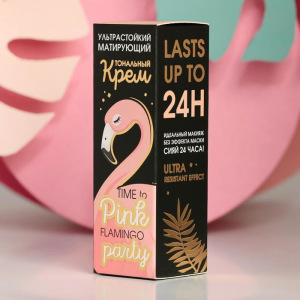 УЛЬТРАСТОЙКИЙ
МАТИРУЮЩИЙ
ТОНАЛЬНЫЙ
Крем
TIME to
Pink
FLAMINGO
party
LASTS
UP TO
24H
ИДЕАЛЬНЫЙ МАКИЯЖ
БЕЗ ЭФФЕКТА МАСКИ
СИЯЙ 24 ЧАСА!
ULTRA
RESISTANT EFFECT